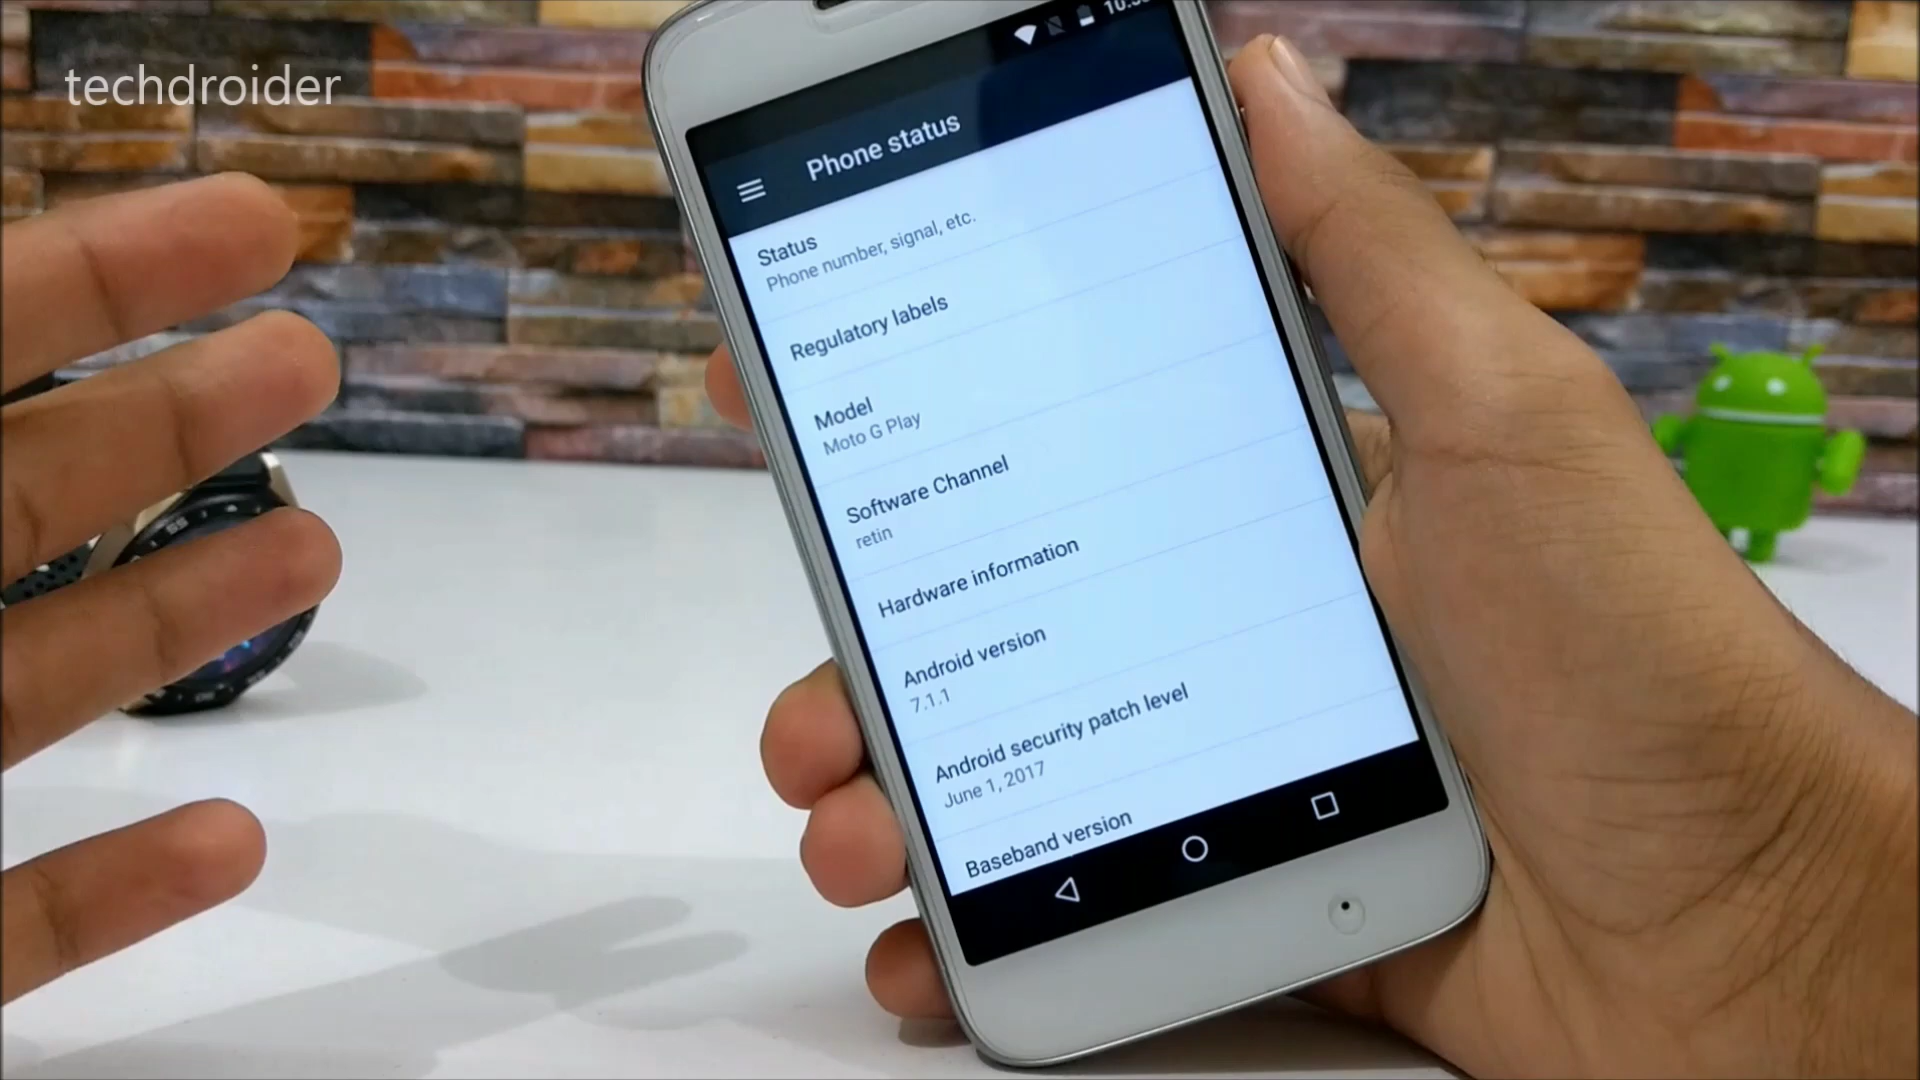 techdroider
Phone status
Status
Phone number, signal, etc.
Regulatory labels
Model
Moto G Play
Software Channel
retin
Hardware information
Android version
7.1.1
Android security patch level
June 1, 2017
Baseband version